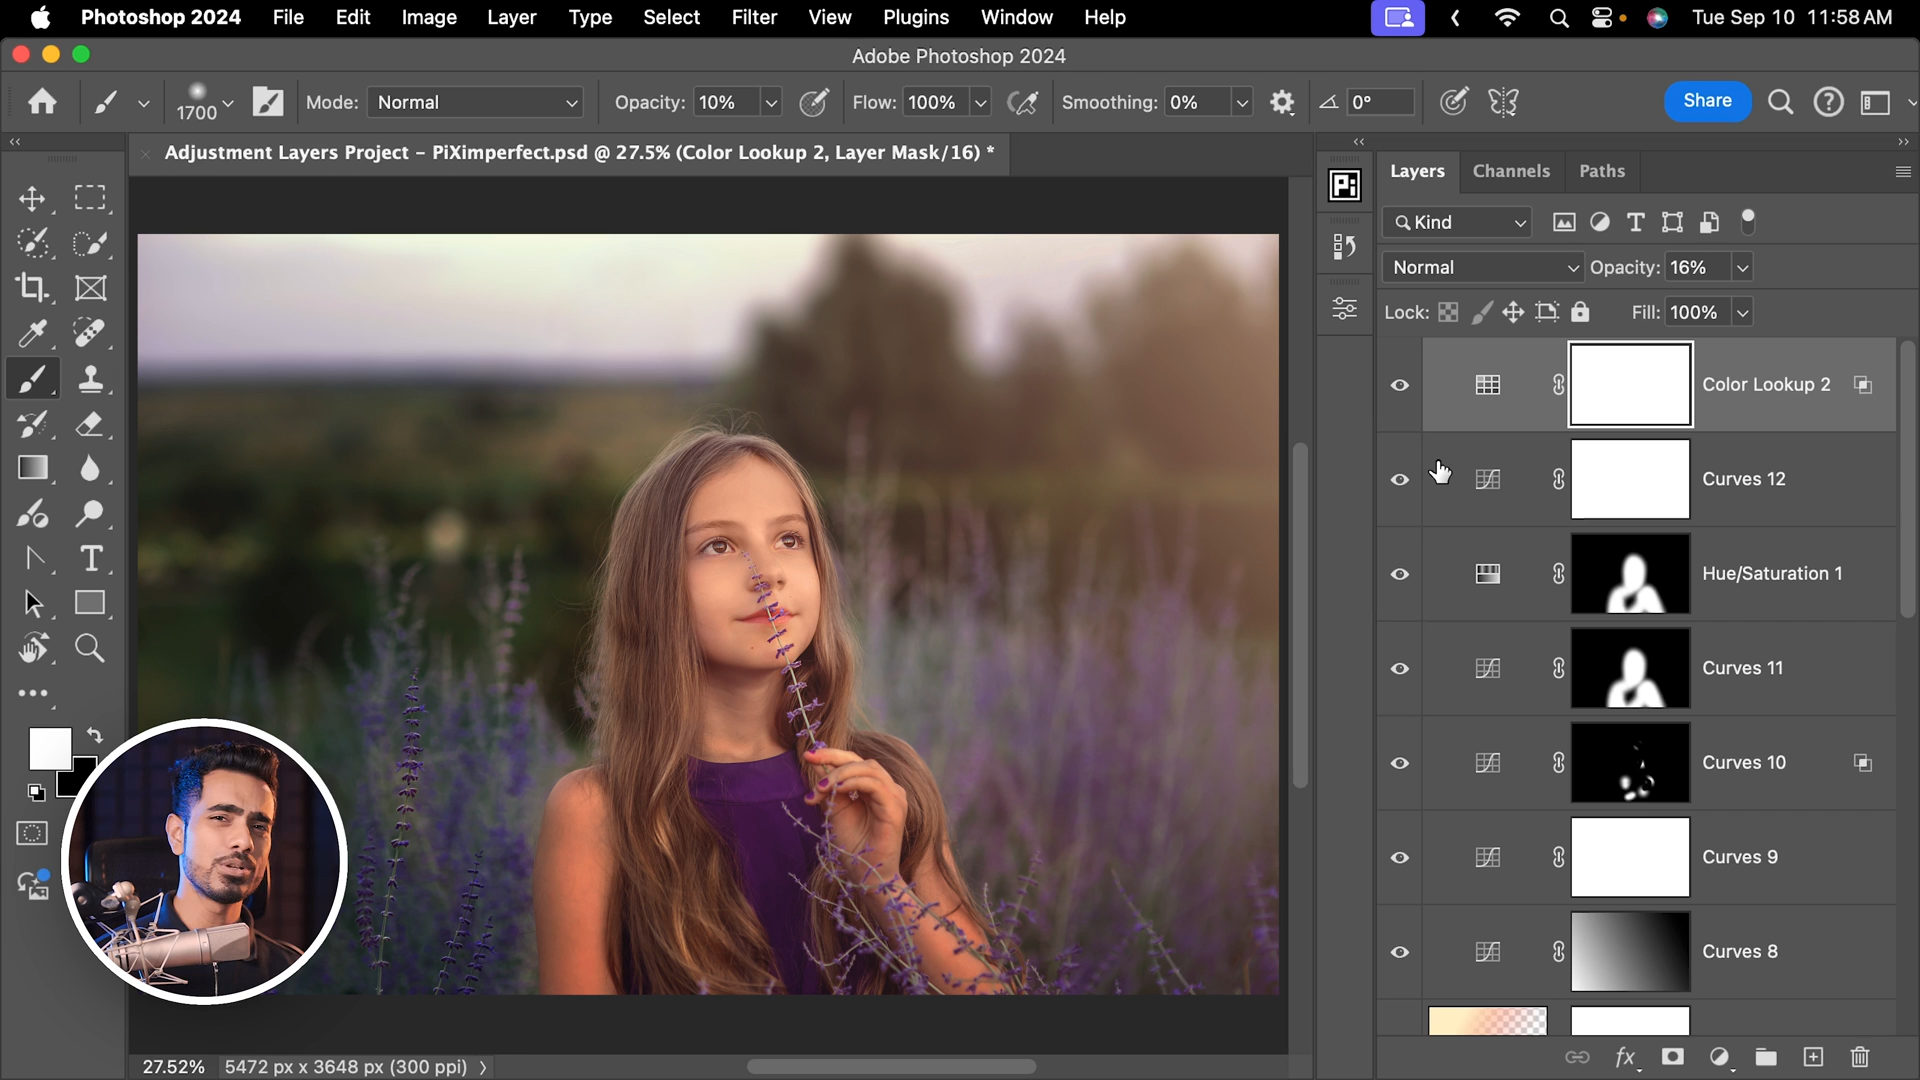 Photoshop 2024 File Edit Image Layer Type Select Filter View Plugins Window Help Tue Sep 10 11:58 AM
Adobe Photoshop 2024
1700 Mode: Normal Opacity: 10% Flow: 100% Smoothing: 0% 0° Share
Adjustment Layers Project – PiXimperfect.psd @ 27.5% (Color Lookup 2, Layer Mask/16) *
Layers Channels Paths
Pi
Kind
Normal Opacity: 16%
Lock: Fill: 100%
Color Lookup 2
Curves 12
Hue/Saturation 1
Curves 11
Curves 10
Curves 9
Curves 8
fx
27.52% 5472 px x 3648 px (300 ppi)